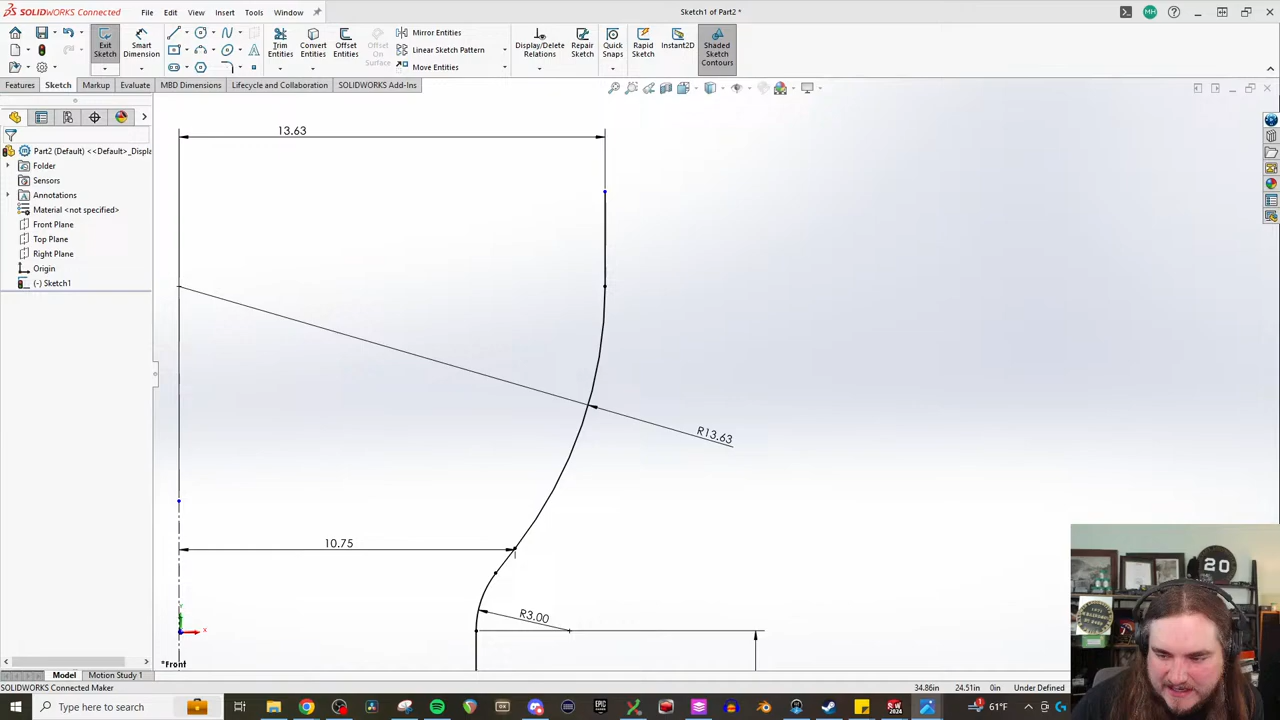 SOLIDWORKS Connected
File
Edit
View
Insert
Tools
Window
Sketch1 of Part2 *
MH
Exit Sketch
Smart Dimension
Trim Entities
Convert Entities
Offset Entities
Offset On Surface
Mirror Entities
Linear Sketch Pattern
Move Entities
Display/Delete Relations
Repair Sketch
Quick Snaps
Rapid Sketch
Instant2D
Shaded Sketch Contours
Features
Sketch
Markup
Evaluate
MBD Dimensions
Lifecycle and Collaboration
SOLIDWORKS Add-Ins
Part2 (Default) <<Default>_Displa
Folder
Sensors
Annotations
Material <not specified>
Front Plane
Top Plane
Right Plane
Origin
(-) Sketch1
13.63
R13.63
10.75
R3.00
Y
X
*Front
20
Model
Motion Study 1
SOLIDWORKS Connected Maker
34.86in
24.51in
0in
Under Defined
Type here to search
61°F